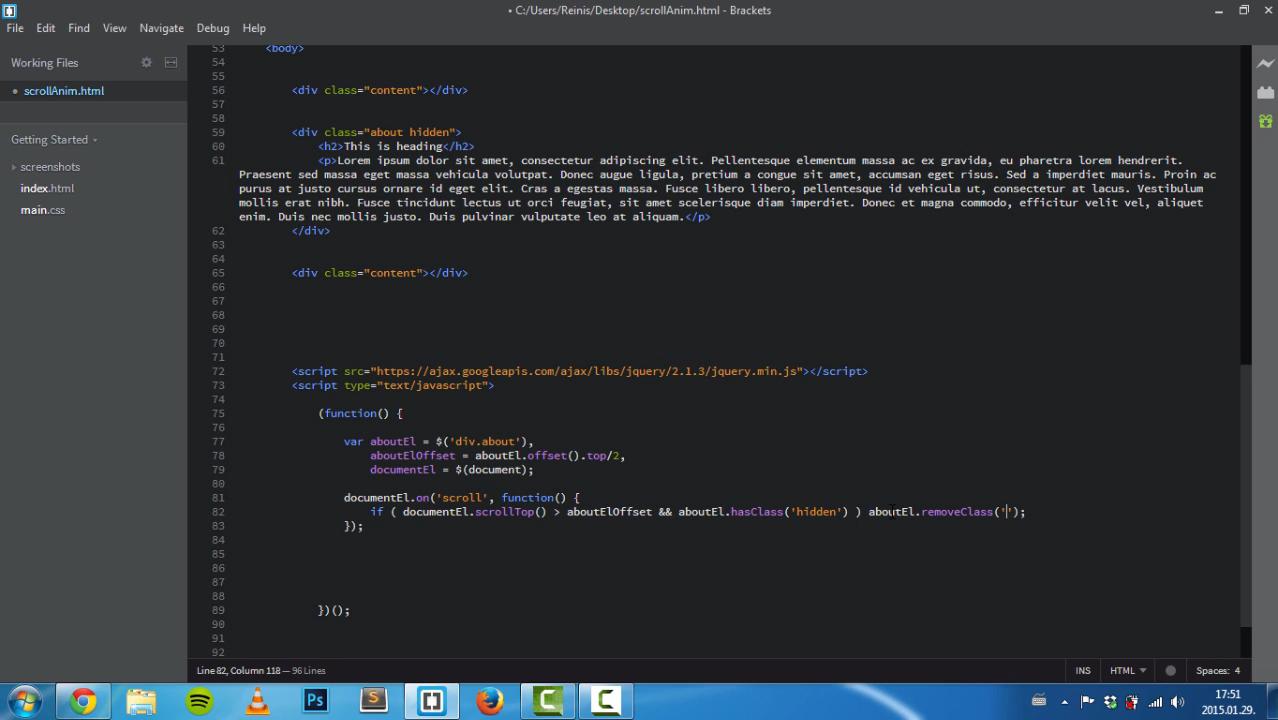 • C:/Users/Reinis/Desktop/scrollAnim.html - Brackets
File Edit Find View Navigate Debug Help
Working Files
• scrollAnim.html
Getting Started
screenshots
index.html
main.css
53 <body>
54
55
56 <div class="content"></div>
57
58
59 <div class="about hidden">
60 <h2>This is heading</h2>
61 <p>Lorem ipsum dolor sit amet, consectetur adipiscing elit. Pellentesque elementum massa ac ex gravida, eu pharetra lorem hendrerit.
Praesent sed massa eget massa vehicula volutpat. Donec augue ligula, pretium a congue sit amet, accumsan eget risus. Sed a imperdiet mauris. Proin ac
purus at justo cursus ornare id eget elit. Cras a egestas massa. Fusce libero libero, pellentesque id vehicula ut, consectetur at lacus. Vestibulum
mollis erat nibh. Fusce tincidunt lectus ut orci feugiat, sit amet scelerisque diam imperdiet. Donec et magna commodo, efficitur velit vel, aliquet
enim. Duis nec mollis justo. Duis pulvinar vulputate leo at aliquam.</p>
62 </div>
63
64
65 <div class="content"></div>
66
67
68
69
70
71
72 <script src="https://ajax.googleapis.com/ajax/libs/jquery/2.1.3/jquery.min.js"></script>
73 <script type="text/javascript">
74
75 (function() {
76
77 var aboutEl = $('div.about'),
78 aboutElOffset = aboutEl.offset().top/2,
79 documentEl = $(document);
80
81 documentEl.on('scroll', function() {
82 if ( documentEl.scrollTop() > aboutElOffset && aboutEl.hasClass('hidden') ) aboutEl.removeClass('');
83 });
84
85
86
87
88
89 })();
90
91
92
Line 82, Column 118 — 96 Lines
INS HTML Spaces: 4
Ps S C C
17:51
2015.01.29.